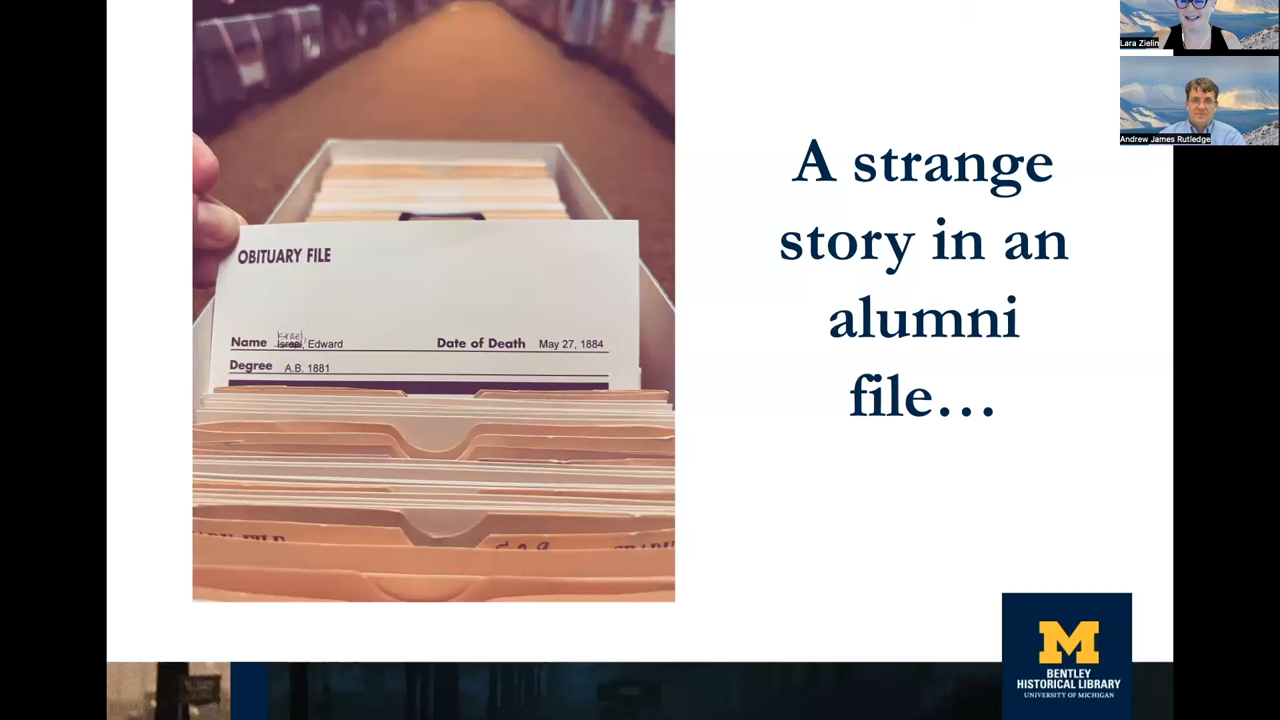 Lara Zielin
Andrew James Rutledge
A strange
story in an
alumni
file…
OBITUARY FILE
Israel,
Name Israel, Edward Date of Death May 27, 1884
Degree A.B. 1881
M
BENTLEY
HISTORICAL LIBRARY
UNIVERSITY OF MICHIGAN